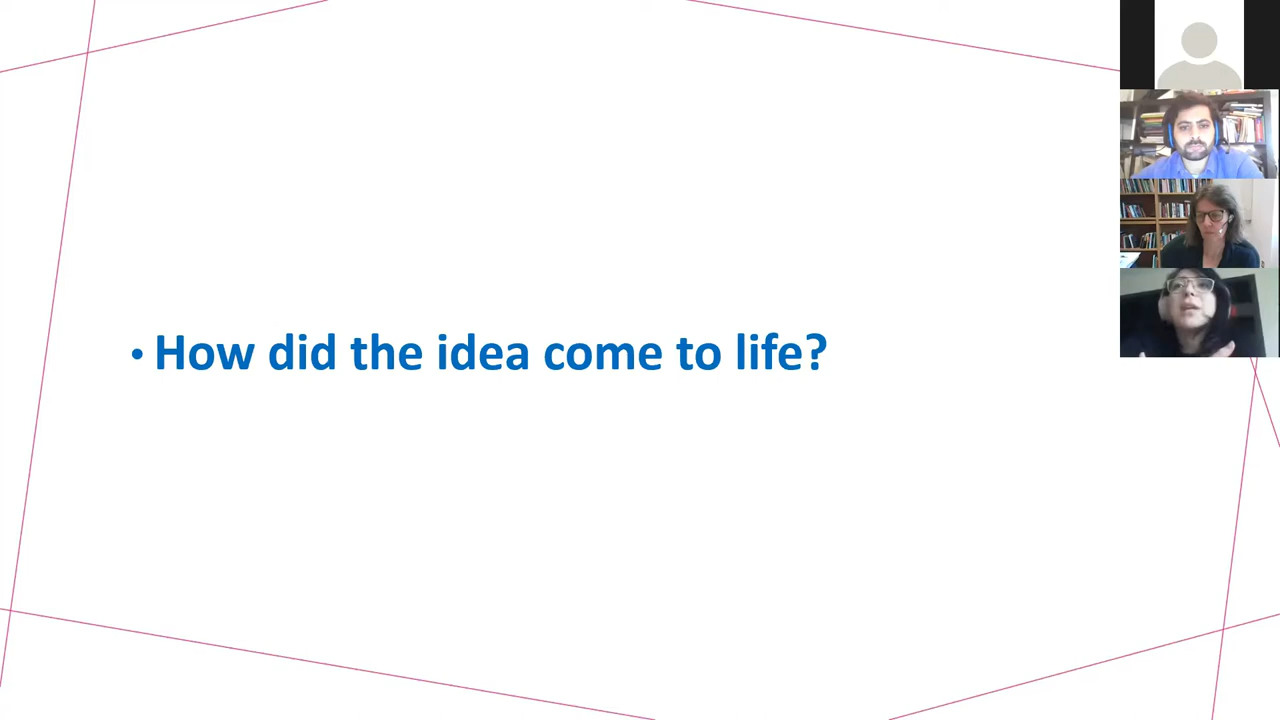 • How did the idea come to life?